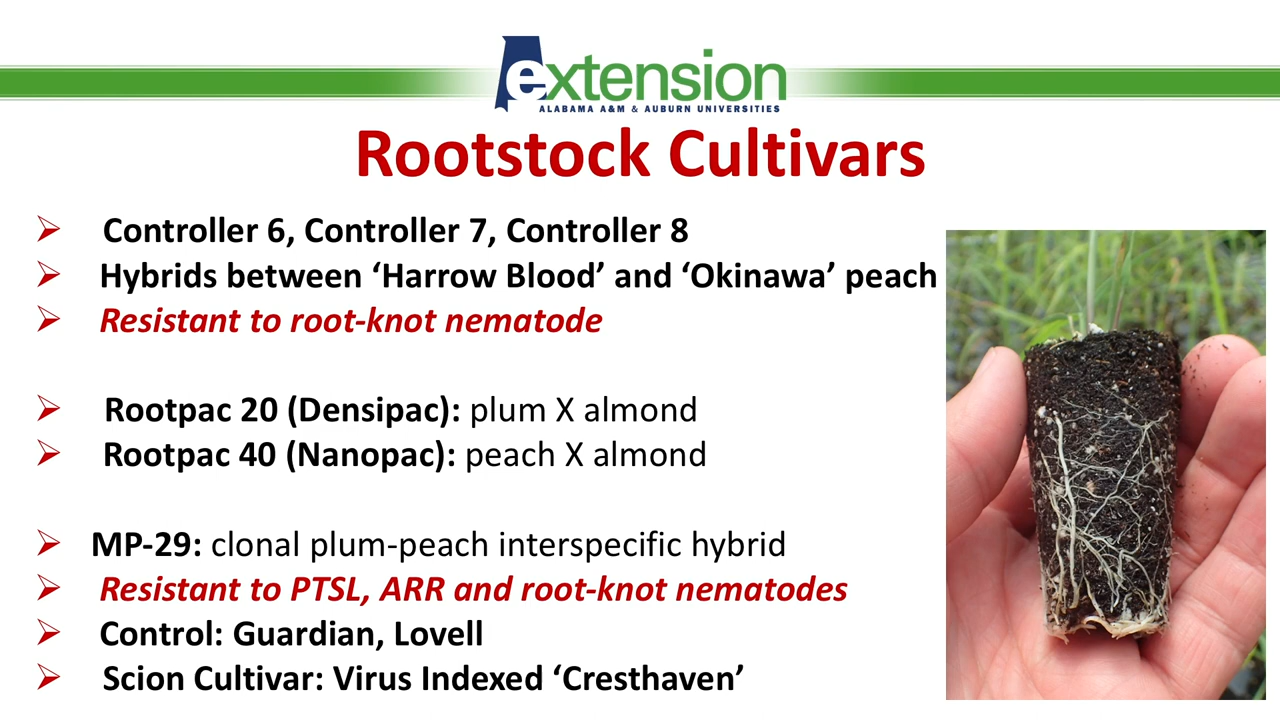 extension
ALABAMA A&M & AUBURN UNIVERSITIES
Rootstock Cultivars
Controller 6, Controller 7, Controller 8
Hybrids between ‘Harrow Blood’ and ‘Okinawa’ peach
Resistant to root-knot nematode
Rootpac 20 (Densipac): plum X almond
Rootpac 40 (Nanopac): peach X almond
MP-29: clonal plum-peach interspecific hybrid
Resistant to PTSL, ARR and root-knot nematodes
Control: Guardian, Lovell
Scion Cultivar: Virus Indexed ‘Cresthaven’